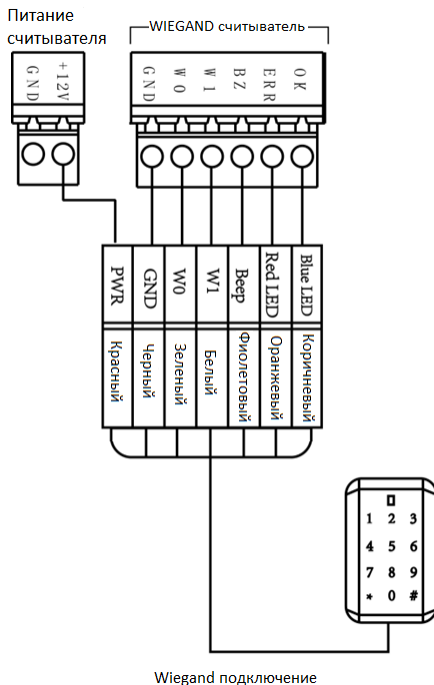 Питание
считывателя
WIEGAND считыватель
GND
+12V
GND
W0
W1
BZ
ERR
OK
PWR
GND
W0
W1
Beep
Red LED
Blue LED
Красный
Черный
Зеленый
Белый
Фиолетовый
Оранжевый
Коричневый
1 2 3
4 5 6
7 8 9
* 0 #
Wiegand подключение